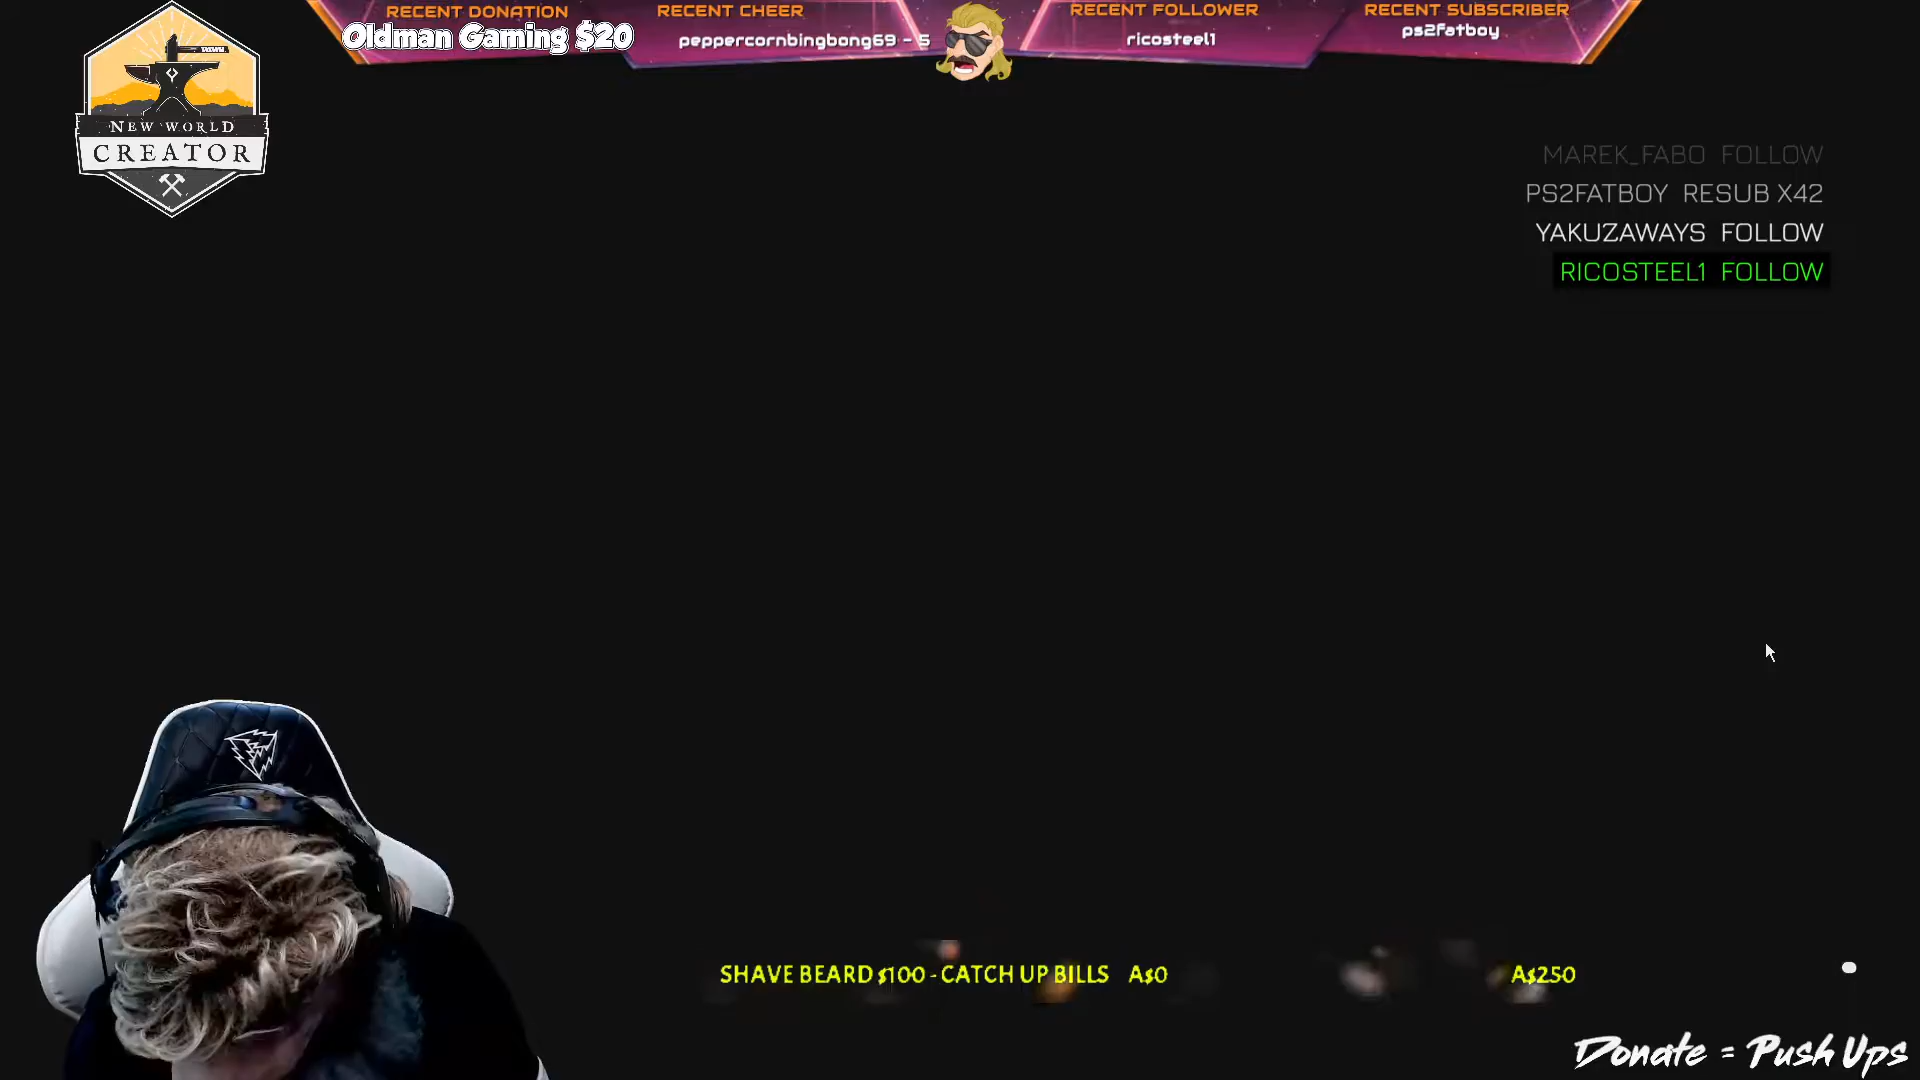 RECENT DONATION
Oldman Gaming $20
RECENT CHEER
peppercornbingbong69 - 5
RECENT FOLLOWER
ricosteel1
RECENT SUBSCRIBER
ps2fatboy
NEW WORLD
CREATOR
MAREK_FABO FOLLOW
PS2FATBOY RESUB X42
YAKUZAWAYS FOLLOW
RICOSTEEL1 FOLLOW
SHAVE BEARD $100 - CATCH UP BILLS A$0 A$250
Donate = Push Ups